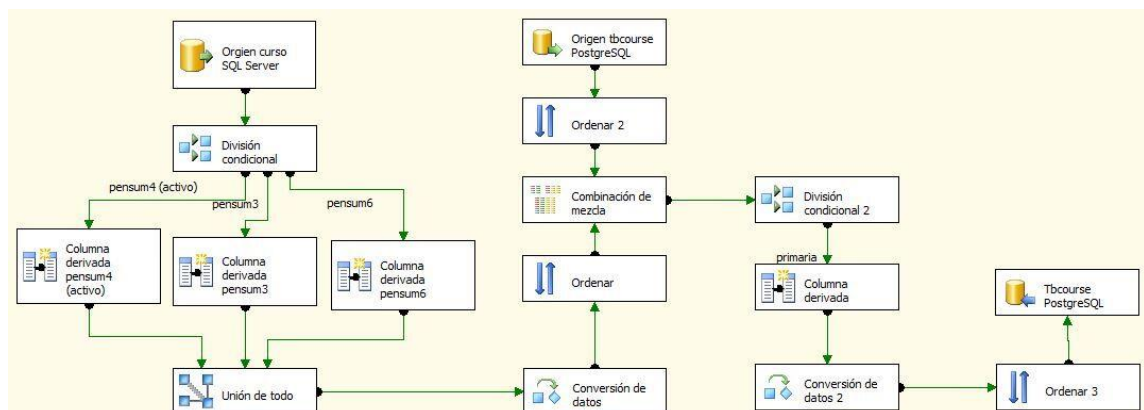 Orgien curso
SQL Server
División
condicional
pensum4 (activo)
pensum3
pensum6
Columna
derivada
pensum4
(activo)
Columna
derivada
pensum3
Columna
derivada
pensum6
Unión de todo
Conversión de
datos
Ordenar
Origen tbcourse
PostgreSQL
Ordenar 2
Combinación de
mezcla
División
condicional 2
primaria
Columna
derivada
Conversión de
datos 2
Ordenar 3
Tbcourse
PostgreSQL